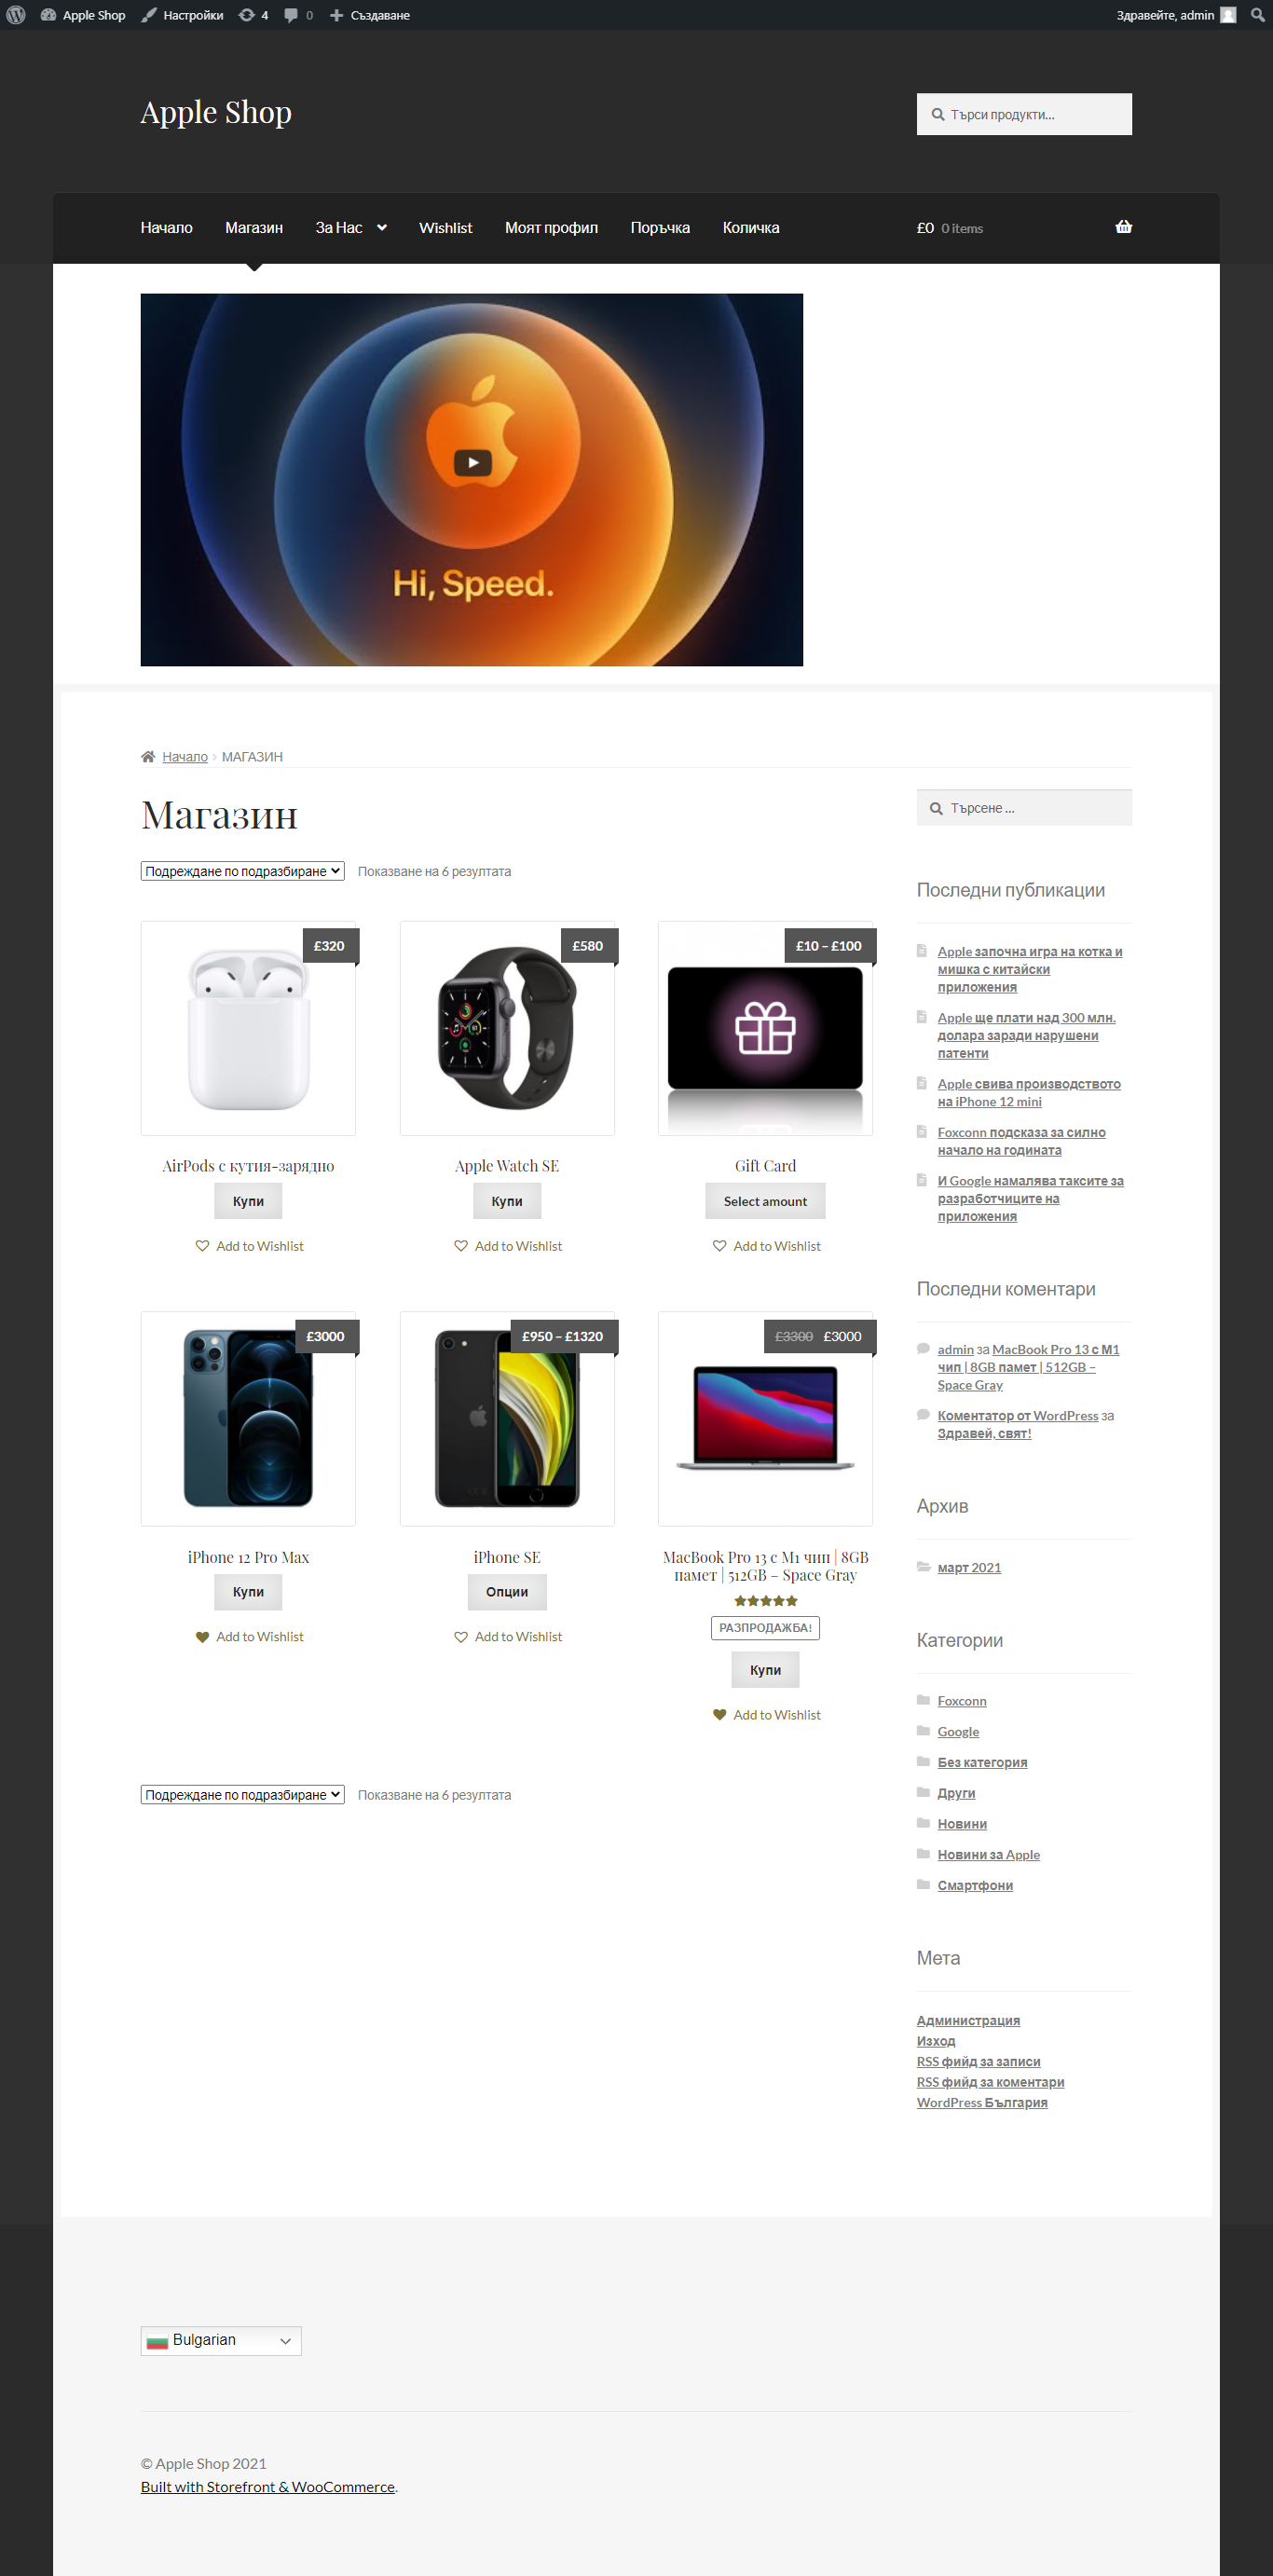 Apple Shop
Настройки
4
0
Създаване
Здравейте, admin
Apple Shop
Търси продукти...
Начало
Магазин
За Нас
Wishlist
Моят профил
Поръчка
Количка
£0 0 items
Hi, Speed.
Начало
МАГАЗИН
Магазин
Подреждане по подразбиране
Показване на 6 резултата
£320
AirPods с кутия-зарядно
Купи
Add to Wishlist
£580
Apple Watch SE
Купи
Add to Wishlist
£10 – £100
Gift Card
Select amount
Add to Wishlist
£3000
iPhone 12 Pro Max
Купи
Add to Wishlist
£950 – £1320
iPhone SE
Опции
Add to Wishlist
£3300 £3000
MacBook Pro 13 с M1 чип | 8GB
памет | 512GB – Space Gray
РАЗПРОДАЖБА!
Купи
Add to Wishlist
Подреждане по подразбиране
Показване на 6 резултата
Търсене ...
Последни публикации
Apple започна игра на котка и
мишка с китайски
приложения
Apple ще плати над 300 млн.
долара заради нарушени
патенти
Apple свива производството
на iPhone 12 mini
Foxconn подсказа за силно
начало на годината
И Google намалява таксите за
разработчиците на
приложения
Последни коментари
admin за MacBook Pro 13 с M1
чип | 8GB памет | 512GB –
Space Gray
Коментатор от WordPress за
Здравей, свят!
Архив
март 2021
Категории
Foxconn
Google
Без категория
Други
Новини
Новини за Apple
Смартфони
Мета
Администрация
Изход
RSS фийд за записи
RSS фийд за коментари
WordPress България
Bulgarian
© Apple Shop 2021
Built with Storefront & WooCommerce.